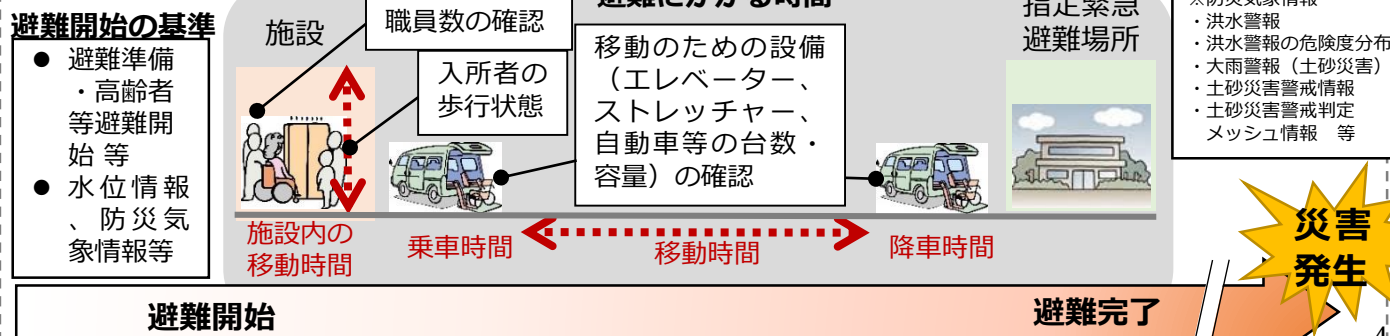 避難開始の基準
● 避難準備
・高齢者
等避難開
始 等
● 水位情報
、防災気
象情報等
施設
職員数の確認
入所者の
歩行状態
避難にかかる時間
移動のための設備
（エレベーター、
ストレッチャー、
自動車等の台数・
容量）の確認
指定緊急
避難場所
※防災気象情報
・洪水警報
・洪水警報の危険度分布
・大雨警報（土砂災害）
・土砂災害警戒情報
・土砂災害警戒判定
メッシュ情報 等
施設内の
移動時間
乗車時間
移動時間
降車時間
災害
発生
避難開始
避難完了